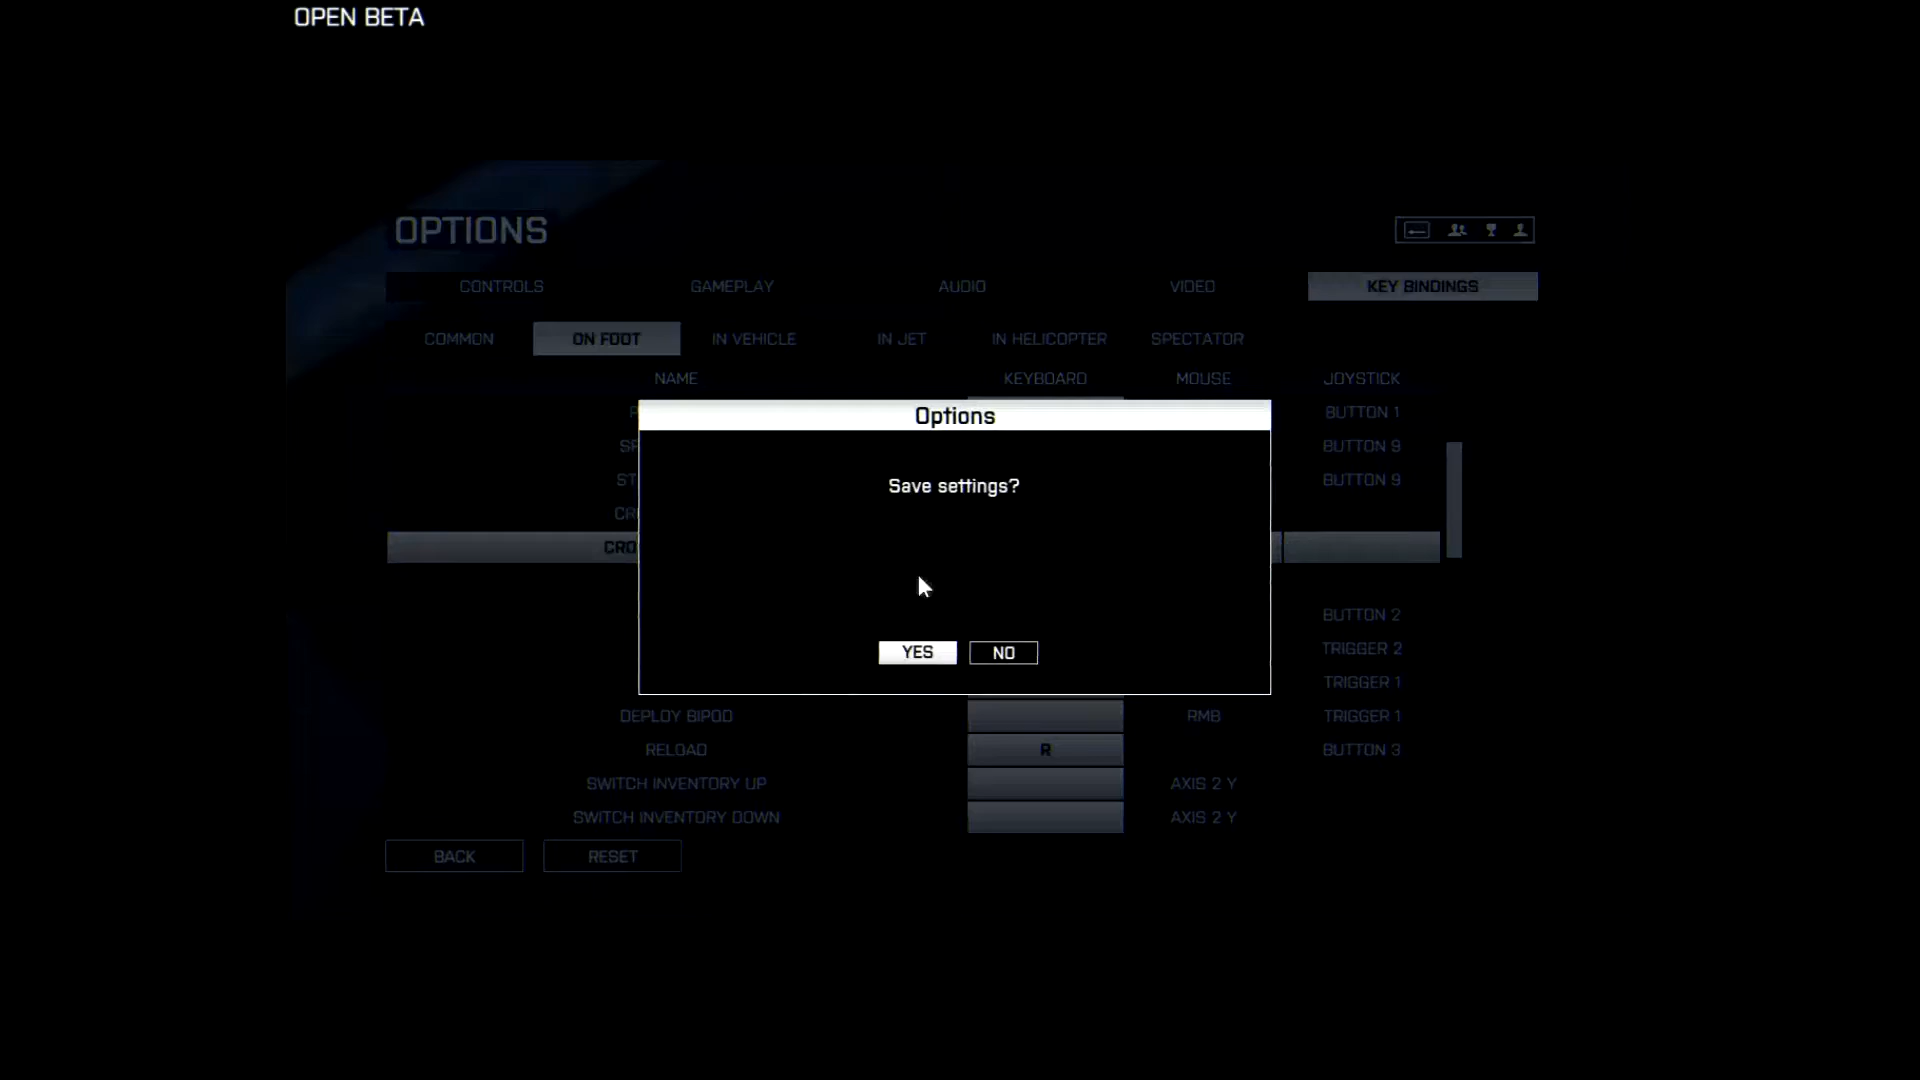 OPEN BETA
OPTIONS
CONTROLS GAMEPLAY AUDIO VIDEO KEY BINDINGS
COMMON ON FOOT IN VEHICLE IN JET IN HELICOPTER SPECTATOR
NAME KEYBOARD MOUSE JOYSTICK
BUTTON 1
Options
BUTTON 9
Save settings?
BUTTON 9
BUTTON 2
YES NO
TRIGGER 2
TRIGGER 1
DEPLOY BIPOD RMB TRIGGER 1
RELOAD R BUTTON 3
SWITCH INVENTORY UP AXIS 2 Y
SWITCH INVENTORY DOWN AXIS 2 Y
BACK RESET